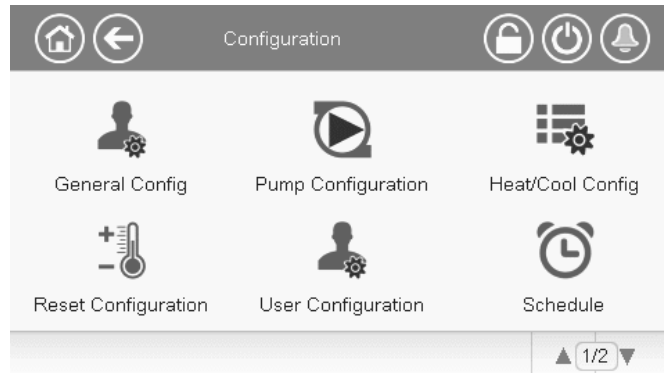 Configuration
General Config
Pump Configuration
Heat/Cool Config
Reset Configuration
User Configuration
Schedule
1/2